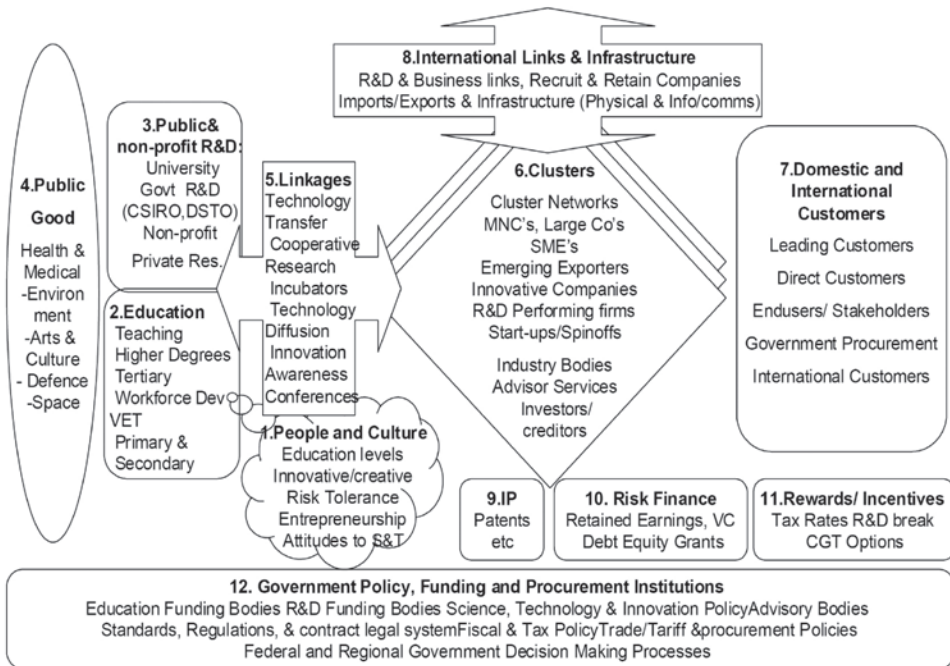 8.International Links & Infrastructure
R&D & Business links, Recruit & Retain Companies
Imports/Exports & Infrastructure (Physical & Info/comms)
4.Public
Good
Health &
Medical
-Environ
ment
-Arts &
Culture
- Defence
-Space
3.Public&
non-profit R&D:
University
Govt R&D
(CSIRO,DSTO)
Non-profit
Private Res.
2.Education
Teaching
Higher Degrees
Tertiary
Workforce Dev
VET
Primary &
Secondary
5.Linkages
Technology
Transfer
Cooperative
Research
Incubators
Technology
Diffusion
Innovation
Awareness
Conferences
1.People and Culture
Education levels
Innovative/creative
Risk Tolerance
Entrepreneurship
Attitudes to S&T
6.Clusters
Cluster Networks
MNC's, Large Co's
SME's
Emerging Exporters
Innovative Companies
R&D Performing firms
Start-ups/Spinoffs
Industry Bodies
Advisor Services
Investors/
creditors
7.Domestic and
International
Customers
Leading Customers
Direct Customers
Endusers/ Stakeholders
Government Procurement
International Customers
9.IP
Patents
etc
10. Risk Finance
Retained Earnings, VC
Debt Equity Grants
11.Rewards/ Incentives
Tax Rates R&D break
CGT Options
12. Government Policy, Funding and Procurement Institutions
Education Funding Bodies R&D Funding Bodies Science, Technology & Innovation PolicyAdvisory Bodies
Standards, Regulations, & contract legal systemFiscal & Tax PolicyTrade/Tariff &procurement Policies
Federal and Regional Government Decision Making Processes